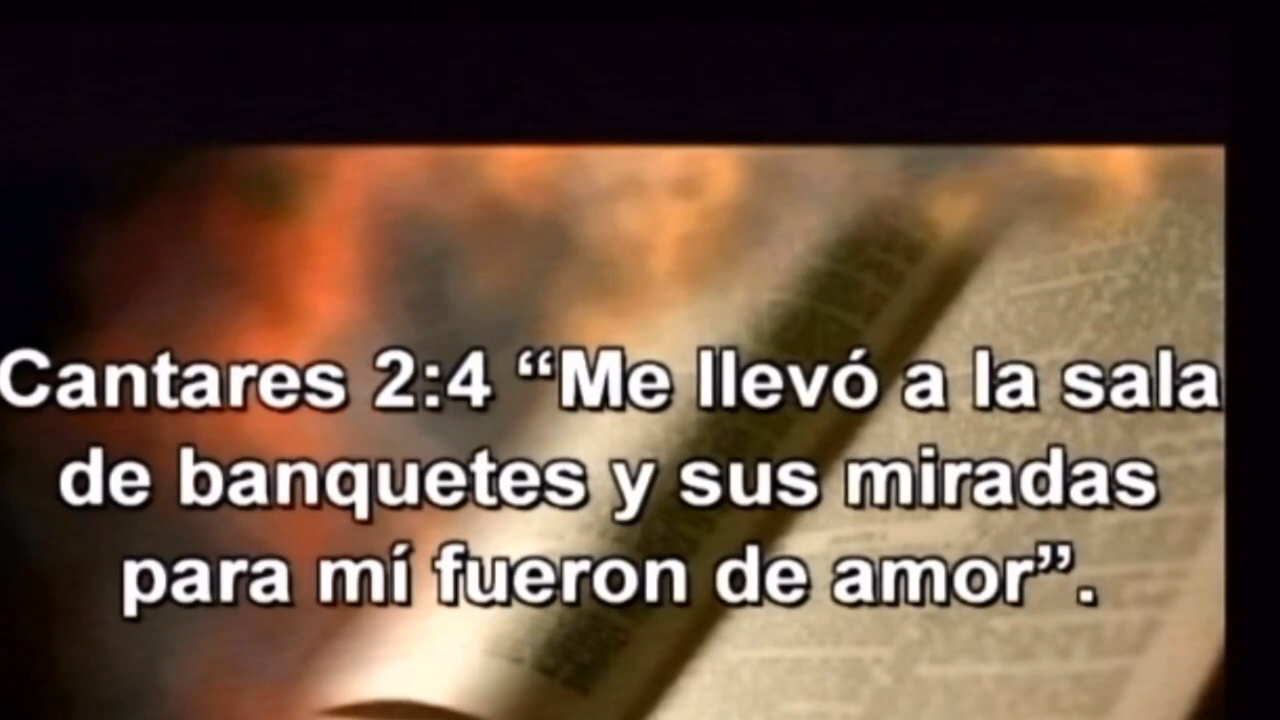 Cantares 2:4 “Me llevó a la sala
de banquetes y sus miradas
para mí fueron de amor”.